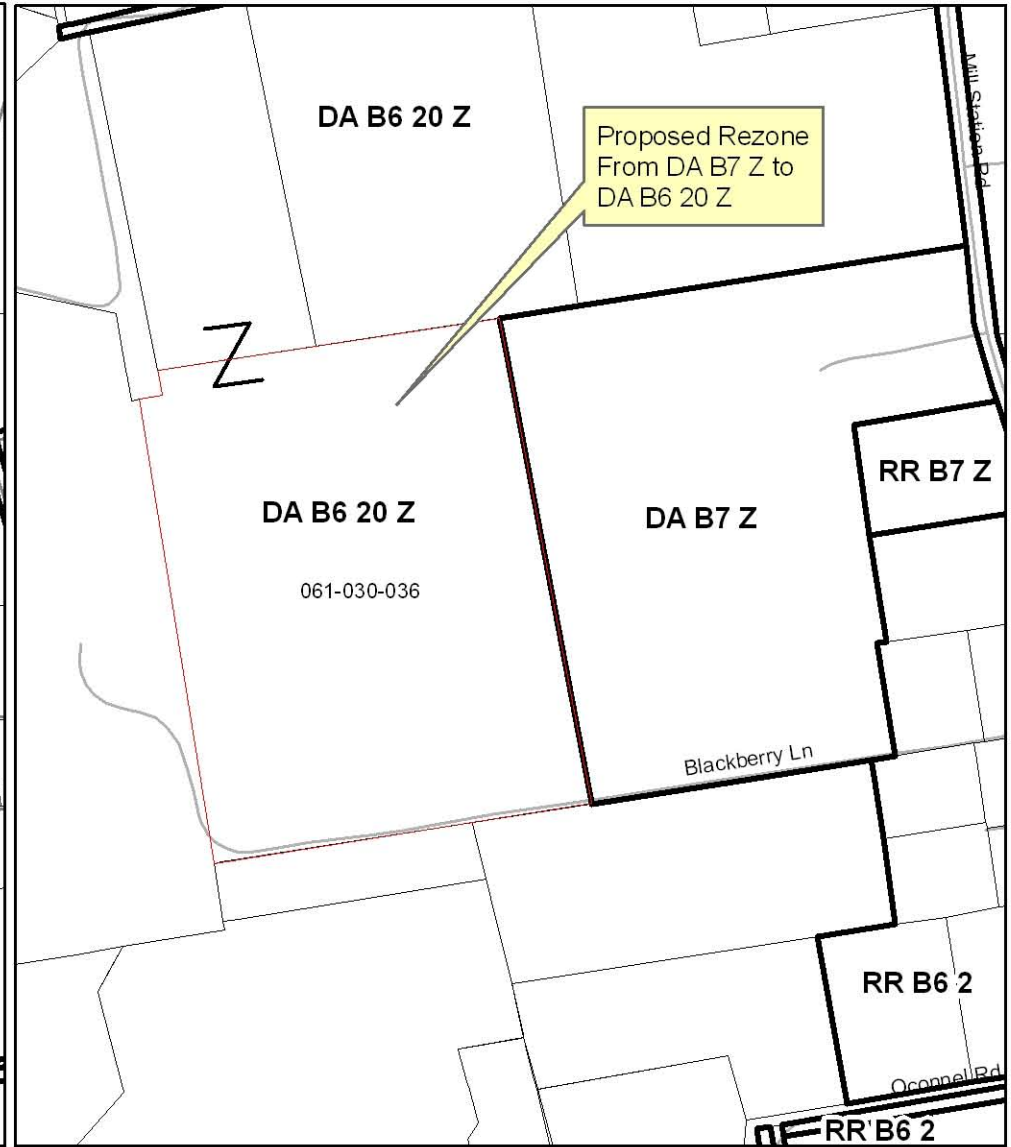 DA B6 20 Z
Mill Station Rd
Proposed Rezone
From DA B7 Z to
DA B6 20 Z
Z
DA B6 20 Z
061-030-036
DA B7 Z
RR B7 Z
Blackberry Ln
RR B6 2
Oconnel Rd
RR B6 2